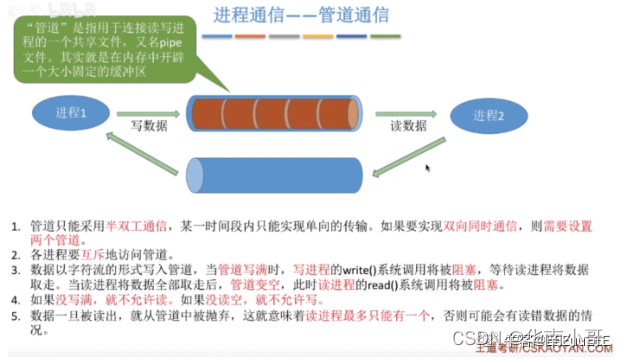 进程通信——管道通信
“管道”是指用于连接读写进
程的一个共享文件，又名pipe
文件。其实就是在内存中开辟
一个大小固定的缓冲区
进程1
写数据
读数据
进程2
1. 管道只能采用半双工通信，某一时间段内只能实现单向的传输。如果要实现双向同时通信，则需要设置
两个管道。
2. 各进程要互斥地访问管道。
3. 数据以字符流的形式写入管道，当管道写满时，写进程的write()系统调用将被阻塞，等待读进程将数据
取走。当读进程将数据全部取走后，管道变空，此时读进程的read()系统调用将被阻塞。
4. 如果没写满，就不允许读。如果没读空，就不允许写。
5. 数据一旦被读出，就从管道中被抛弃，这就意味着读进程最多只能有一个，否则可能会有读错数据的情
况。
CSDN @华南小哥
王道考研/CSKAOYAN.COM